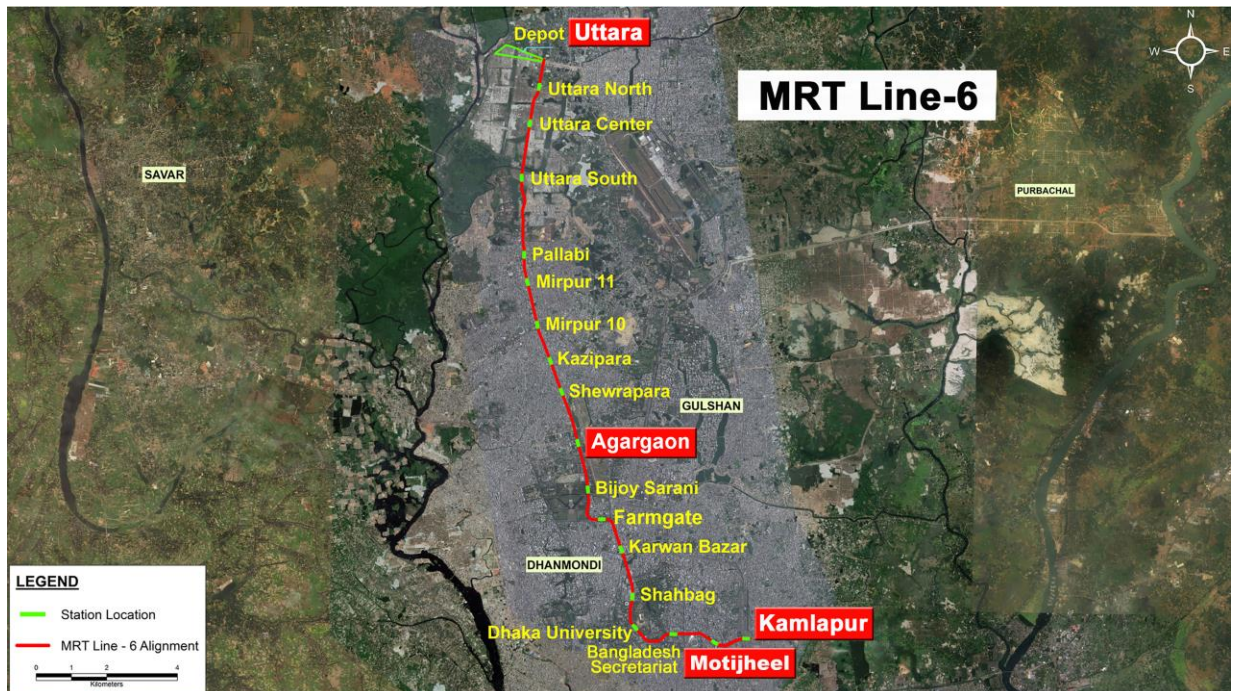 Depot Uttara
N
W E
S
MRT Line-6
Uttara North
Uttara Center
SAVAR
Uttara South
PURBACHAL
Pallabi
Mirpur 11
Mirpur 10
Kazipara
Shewrapara
GULSHAN
Agargaon
Bijoy Sarani
Farmgate
Karwan Bazar
DHANMONDI
Shahbag
Dhaka University
Kamlapur
Bangladesh
Secretariat
Motijheel
LEGEND
Station Location
MRT Line - 6 Alignment
0 1 2 4
Kilometers